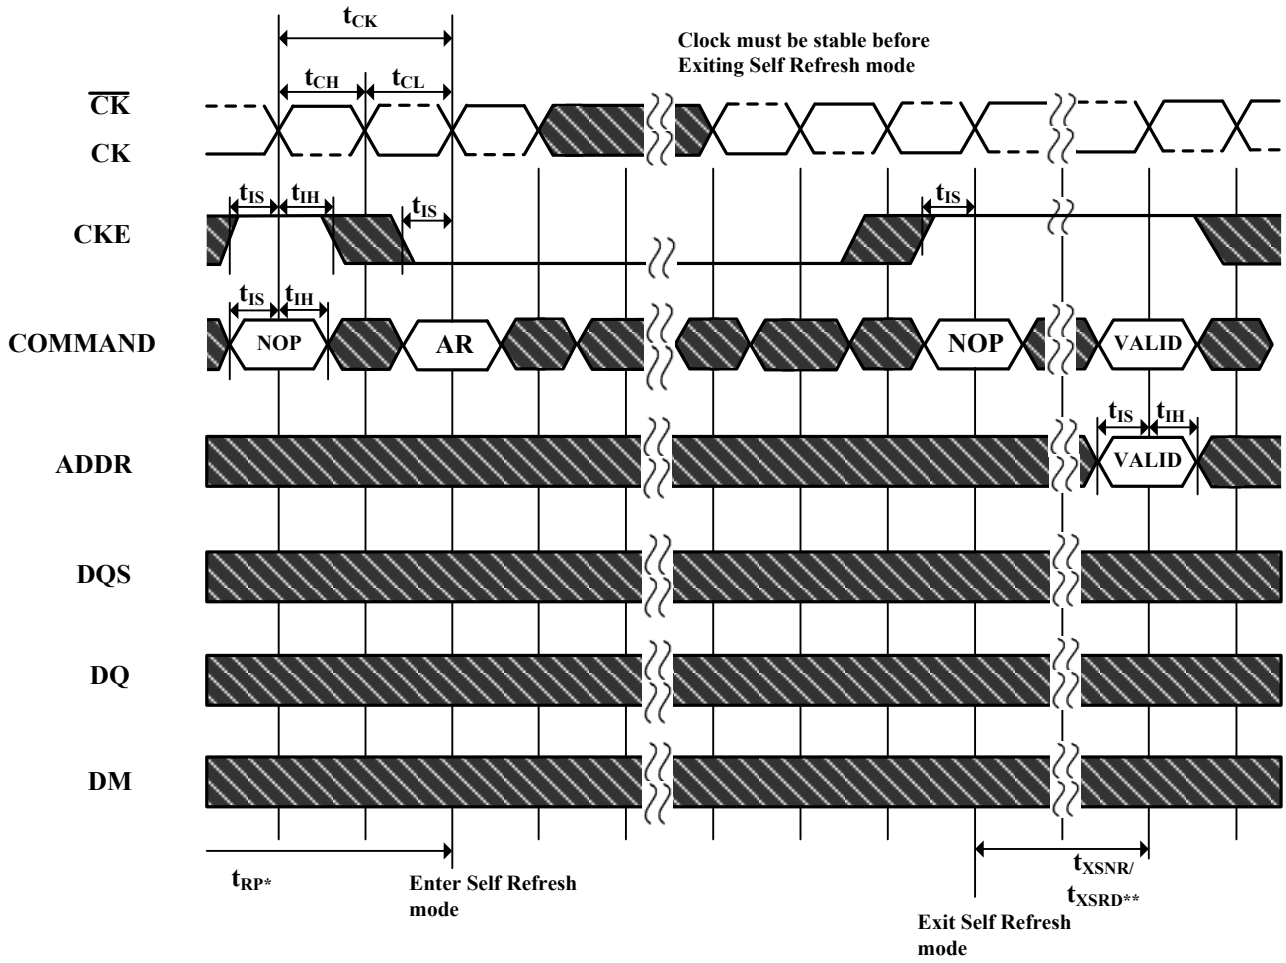 tCK
Clock must be stable before
Exiting Self Refresh mode
tCH
tCL
CK
CK
tIS
tIH
tIS
tIS
CKE
tIS
tIH
COMMAND
NOP
AR
NOP
VALID
tIS
tIH
ADDR
VALID
DQS
DQ
DM
tRP*
Enter Self Refresh
mode
tXSNR/
tXSRD**
Exit Self Refresh
mode